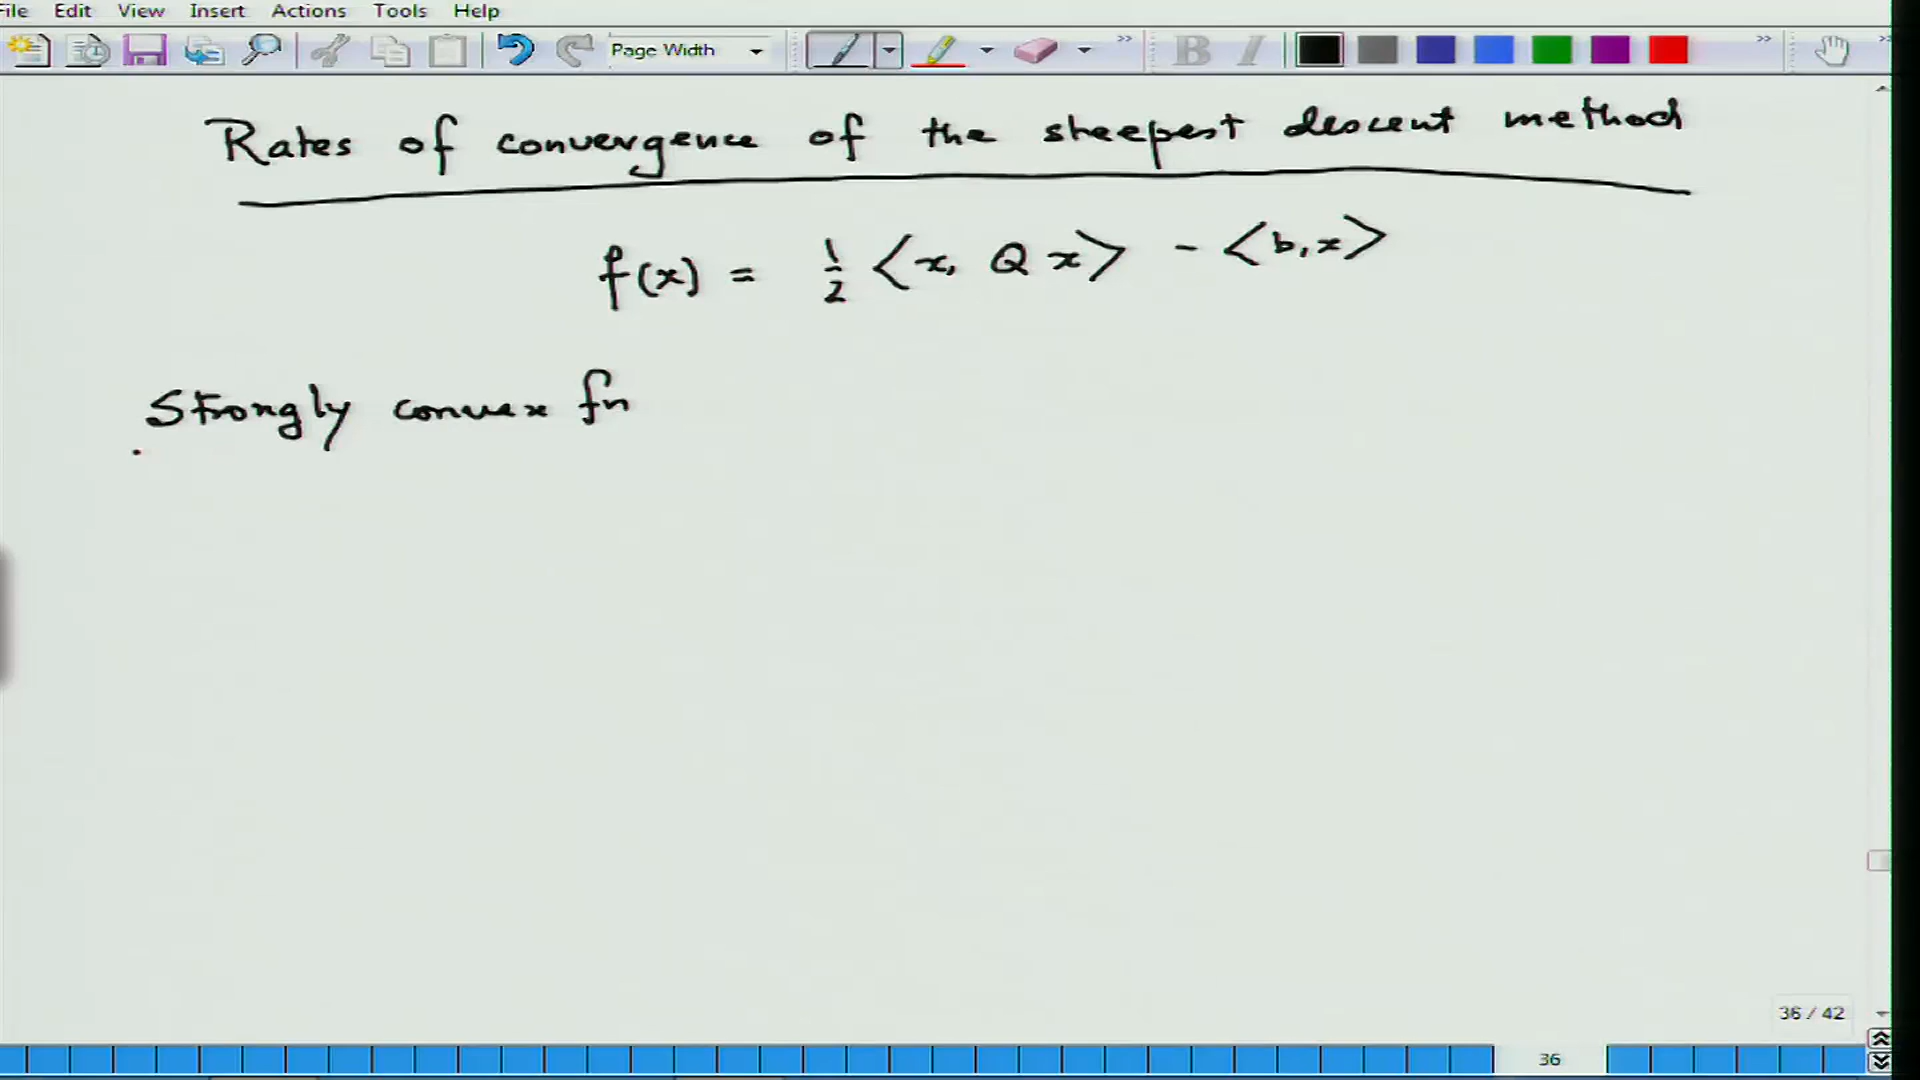 File Edit View Insert Actions Tools Help
Page Width
Rates of convergence of the steepest descent method
f(x) = 1/2 ⟨x, Q x⟩ - ⟨b, x⟩
Strongly convex fn
36 / 42
36